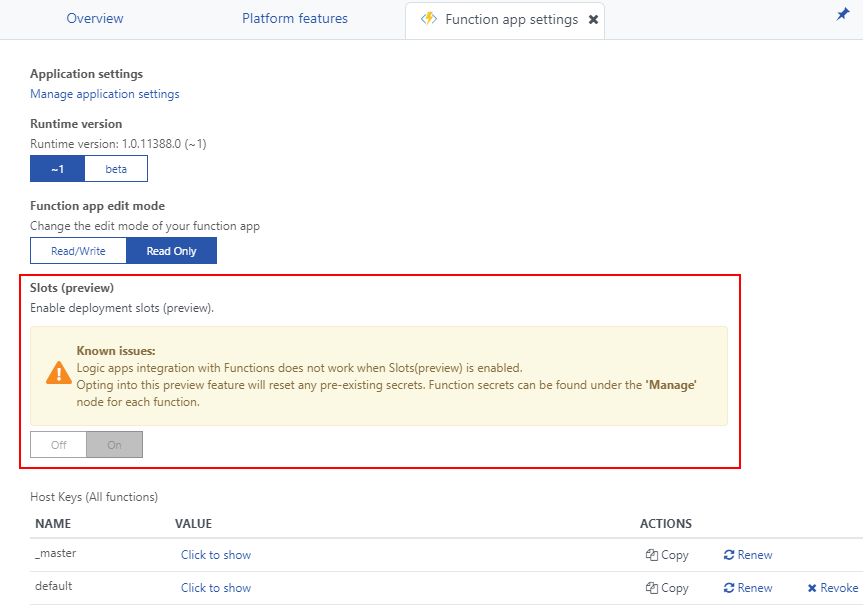 Overview Platform features Function app settings
Application settings
Manage application settings
Runtime version
Runtime version: 1.0.11388.0 (~1)
~1 beta
Function app edit mode
Change the edit mode of your function app
Read/Write Read Only
Slots (preview)
Enable deployment slots (preview).
Known issues:
Logic apps integration with Functions does not work when Slots(preview) is enabled.
Opting into this preview feature will reset any pre-existing secrets. Function secrets can be found under the 'Manage'
node for each function.
Off On
Host Keys (All functions)
NAME VALUE ACTIONS
_master Click to show Copy Renew
default Click to show Copy Renew Revoke